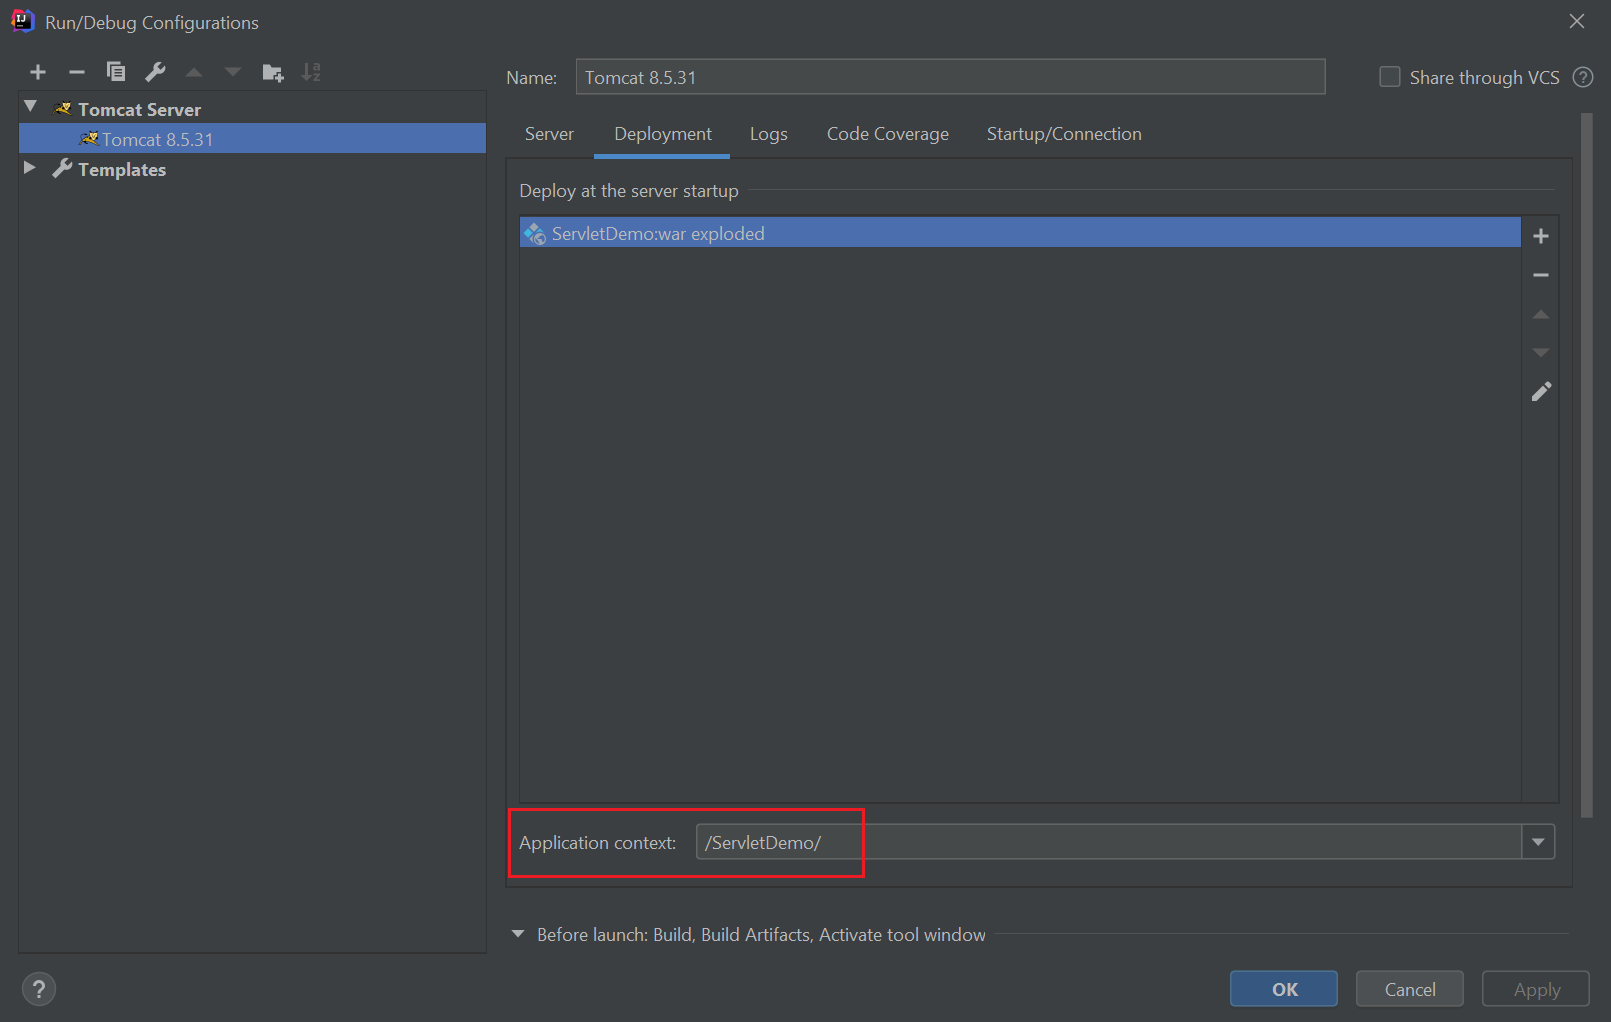 Run/Debug Configurations
Name: Tomcat 8.5.31 Share through VCS ?
Tomcat Server
Tomcat 8.5.31
Templates
Server Deployment Logs Code Coverage Startup/Connection
Deploy at the server startup
ServletDemo:war exploded
Application context: /ServletDemo/
Before launch: Build, Build Artifacts, Activate tool window
? OK Cancel Apply